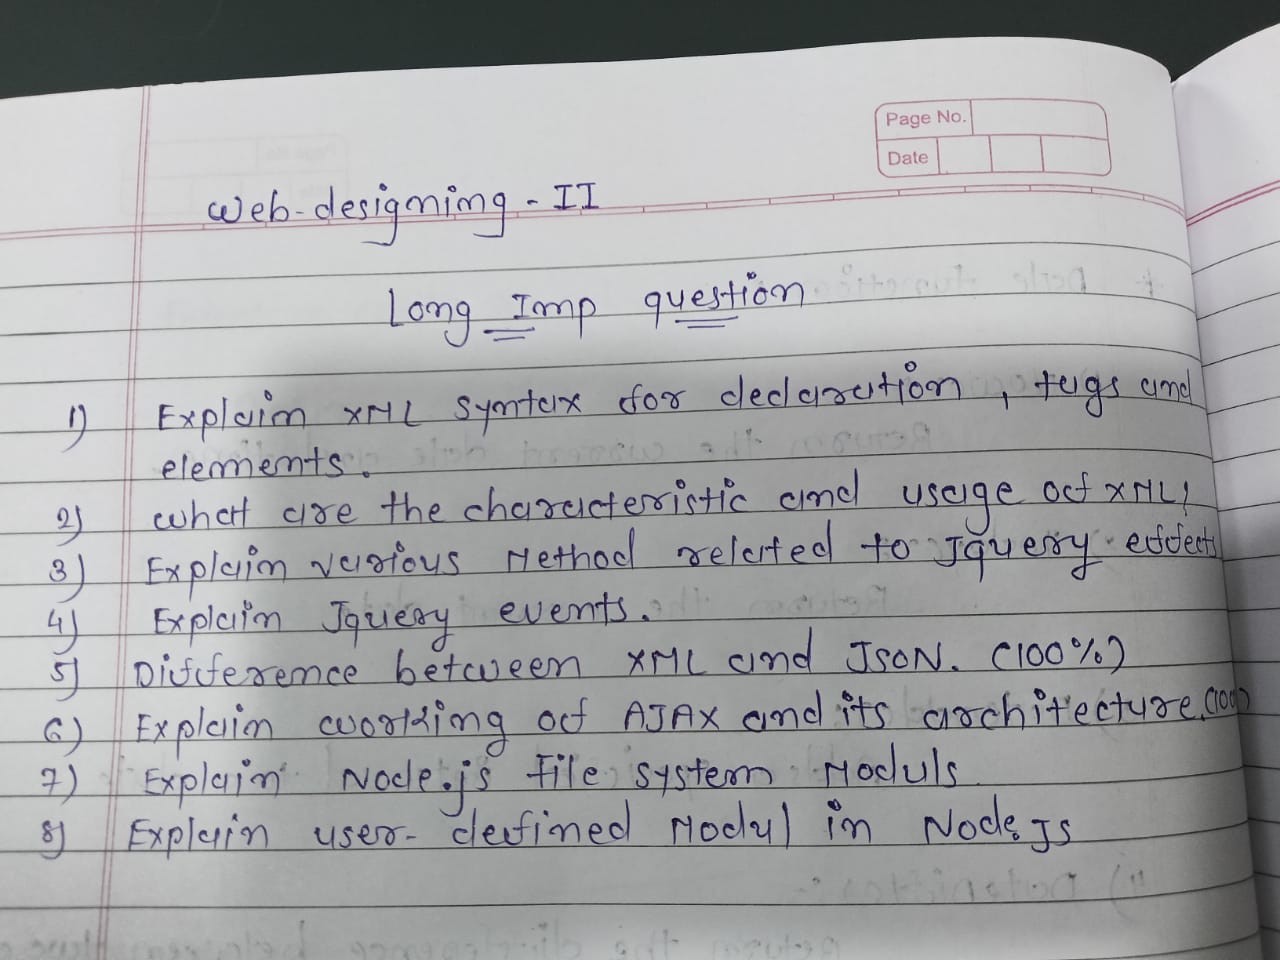 Page No.
Date
Web-designing - II
Long Imp question
1) Explain XML Syntax for declaration, tags and
elements.
2) what are the characteristic and usage of XML!
3) Explain various Method related to Jquery effects
4) Explain Jquery events.
5) Difference between XML and JSON. (100%)
6) Explain working of AJAX and its architecture.
7) Explain Node.js File System Moduls
8) Explain user-defined Modul in Node.JS